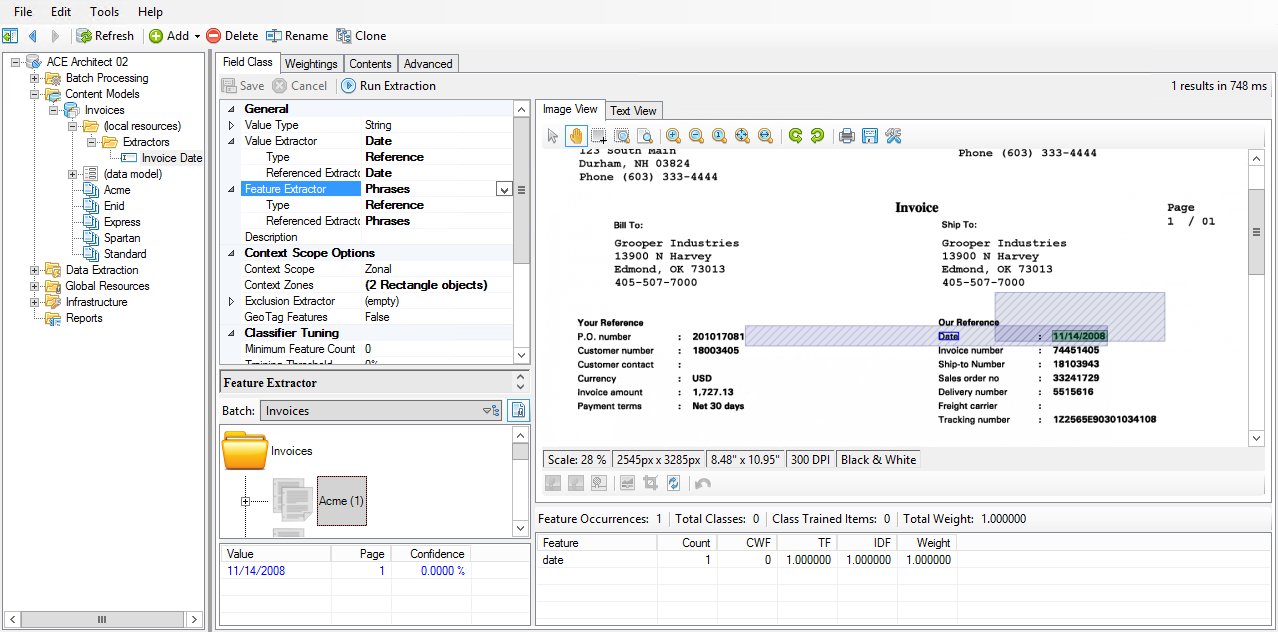 File Edit Tools Help
Refresh Add Delete Rename Clone
ACE Architect 02
Batch Processing
Content Models
Invoices
(local resources)
Extractors
Invoice Date
(data model)
Acme
Enid
Express
Spartan
Standard
Data Extraction
Global Resources
Infrastructure
Reports
Field Class Weightings Contents Advanced
Save Cancel Run Extraction 1 results in 748 ms
General
Value Type String
Value Extractor Date
Type Reference
Referenced Extractc Date
Feature Extractor Phrases
Type Reference
Referenced Extractc Phrases
Description
Context Scope Options
Context Scope Zonal
Context Zones (2 Rectangle objects)
Exclusion Extractor (empty)
GeoTag Features False
Classifier Tuning
Minimum Feature Count 0
Training Threshold 0%
Feature Extractor
Batch: Invoices
Invoices
Acme (1)
Value Page Confidence
11/14/2008 1 0.0000 %
Image View Text View
123 South Main
Durham, NH 03824
Phone (603) 333-4444
Phone (603) 333-4444
Invoice
Page
1 / 01
Bill To:
Grooper Industries
13900 N Harvey
Edmond, OK 73013
405-507-7000
Ship To:
Grooper Industries
13900 N Harvey
Edmond, OK 73013
405-507-7000
Your Reference
P.O. number : 201017081
Customer number : 18003405
Customer contact :
Currency : USD
Invoice amount : 1,727.13
Payment terms : Net 30 days
Our Reference
Date : 11/14/2008
Invoice number : 74451405
Ship-to Number : 18103943
Sales order no : 33241729
Delivery number : 5515616
Freight carrier :
Tracking number : 1Z2565E90301034108
Scale: 28 % 2545px x 3285px 8.48" x 10.95" 300 DPI Black & White
Feature Occurrences: 1 Total Classes: 0 Class Trained Items: 0 Total Weight: 1.000000
Feature Count CWF TF IDF Weight
date 1 0 1.000000 1.000000 1.000000